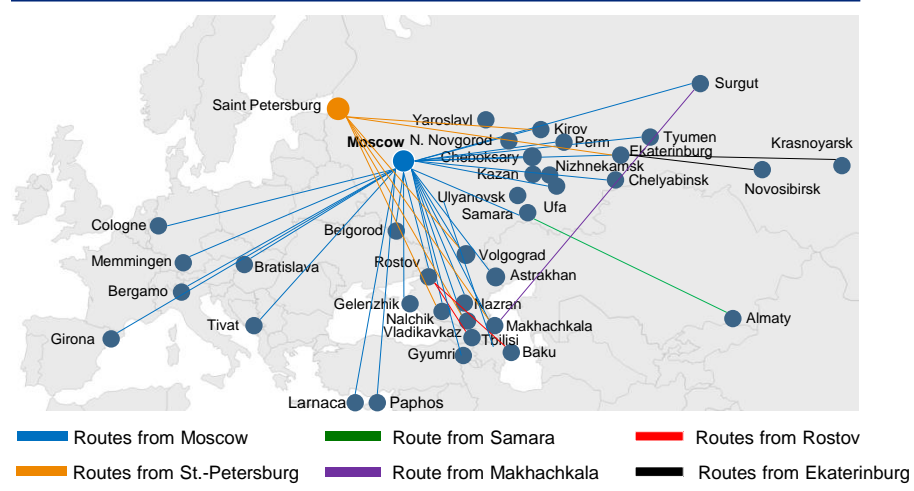 Surgut
Saint Petersburg
Yaroslavl
Kirov
Moscow
N. Novgorod
Perm
Tyumen
Krasnoyarsk
Cheboksary
Ekaterinburg
Kazan
Nizhnekamsk
Chelyabinsk
Novosibirsk
Ulyanovsk
Ufa
Samara
Cologne
Belgorod
Memmingen
Bratislava
Rostov
Volgograd
Astrakhan
Bergamo
Gelenzhik
Nazran
Nalchik
Almaty
Girona
Tivat
Vladikavkaz
Makhachkala
Tbilisi
Gyumri
Baku
Larnaca
Paphos
Routes from Moscow
Route from Samara
Routes from Rostov
Routes from St.-Petersburg
Route from Makhachkala
Routes from Ekaterinburg